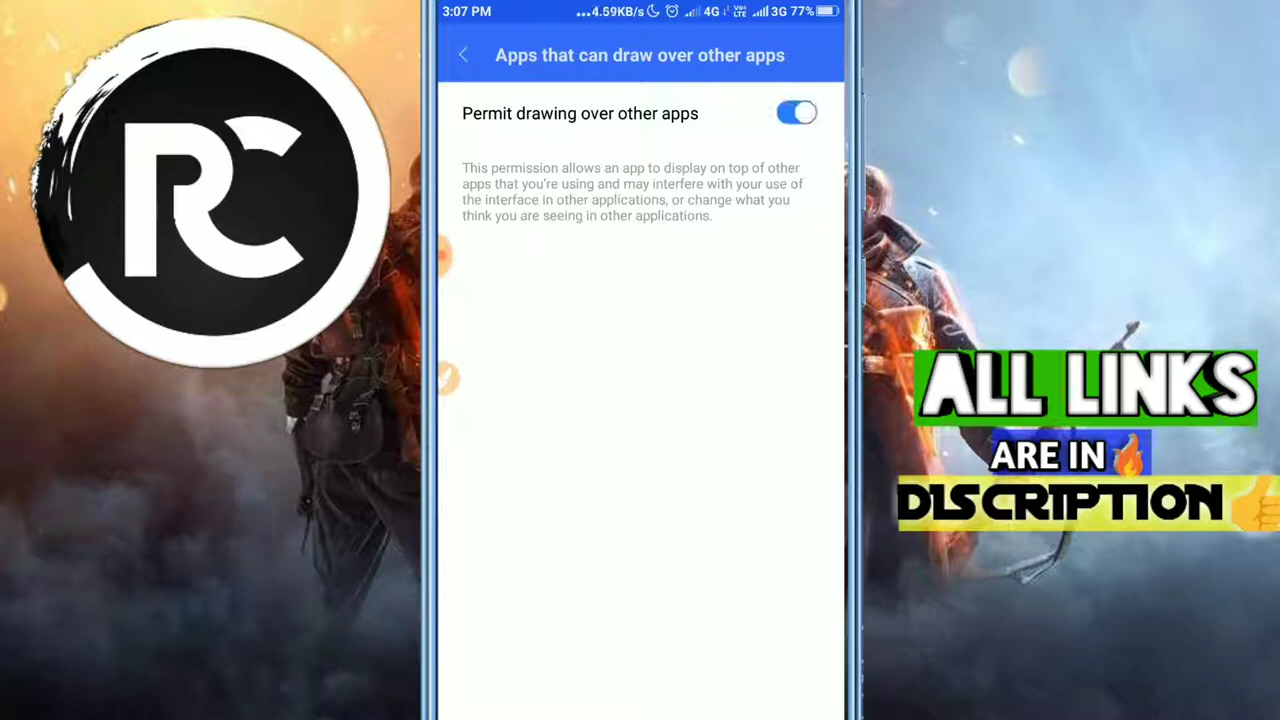 RC
3:07 PM
...4.59KB/s 4G VoLTE 3G 77%
Apps that can draw over other apps
Permit drawing over other apps
This permission allows an app to display on top of other
apps that you're using and may interfere with your use of
the interface in other applications, or change what you
think you are seeing in other applications.
ALL LINKS
ARE IN🔥
DISCRIPTION👍